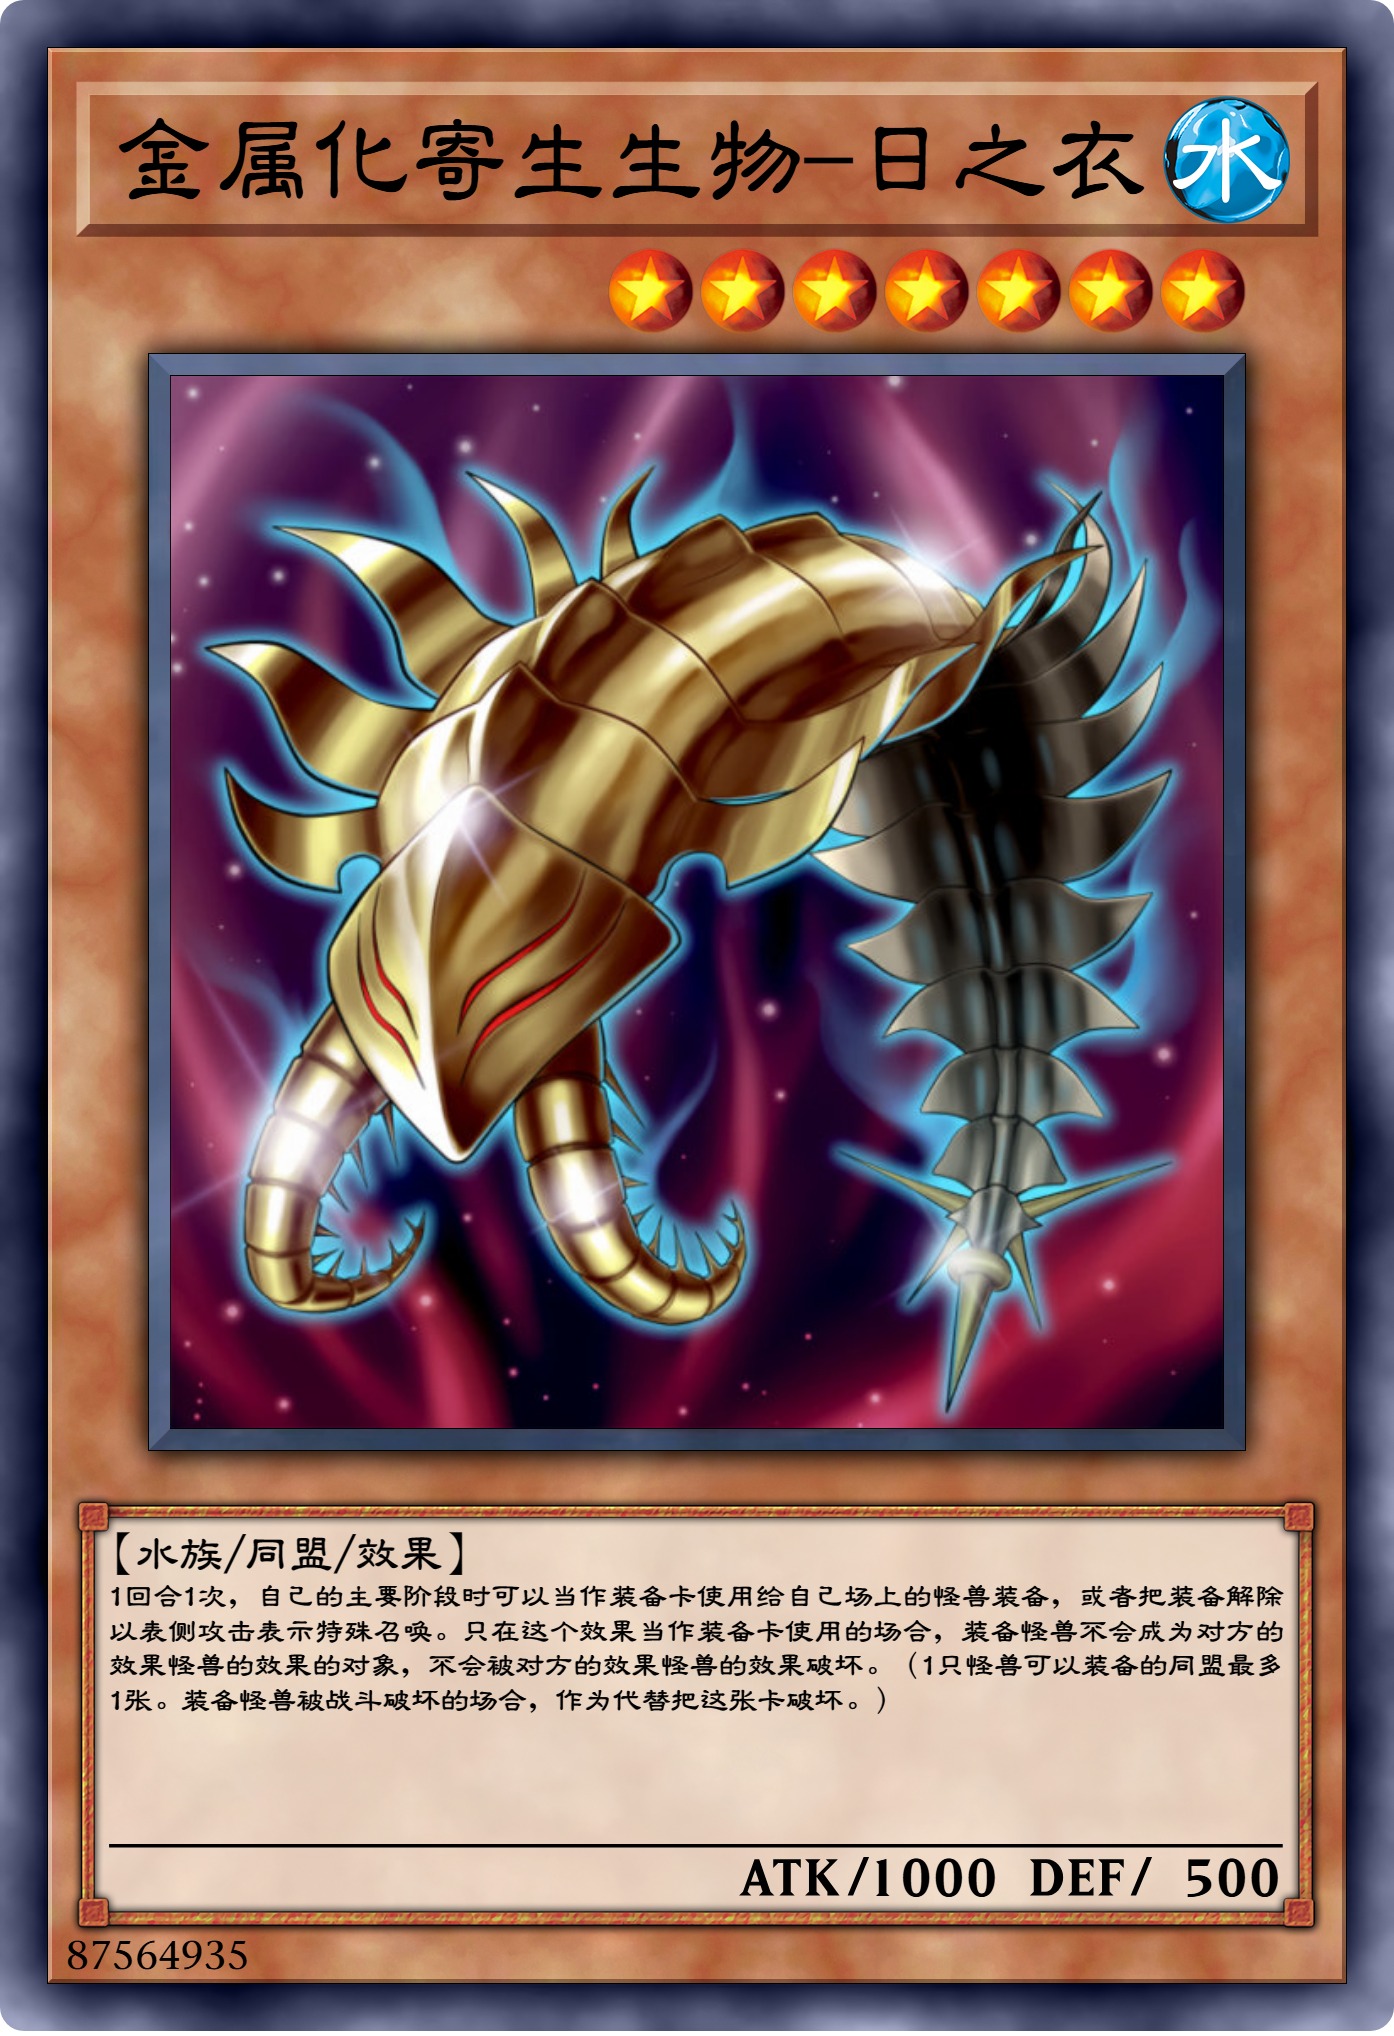 金属化寄生生物-日之衣
水
【水族/同盟/效果】
1回合1次，自己的主要阶段时可以当作装备卡使用给自己场上的怪兽装备，或者把装备解除
以表侧攻击表示特殊召唤。只在这个效果当作装备卡使用的场合，装备怪兽不会成为对方的
效果怪兽的效果的对象，不会被对方的效果怪兽的效果破坏。（1只怪兽可以装备的同盟最多
1张。装备怪兽被战斗破坏的场合，作为代替把这张卡破坏。）
ATK/1000 DEF/ 500
87564935